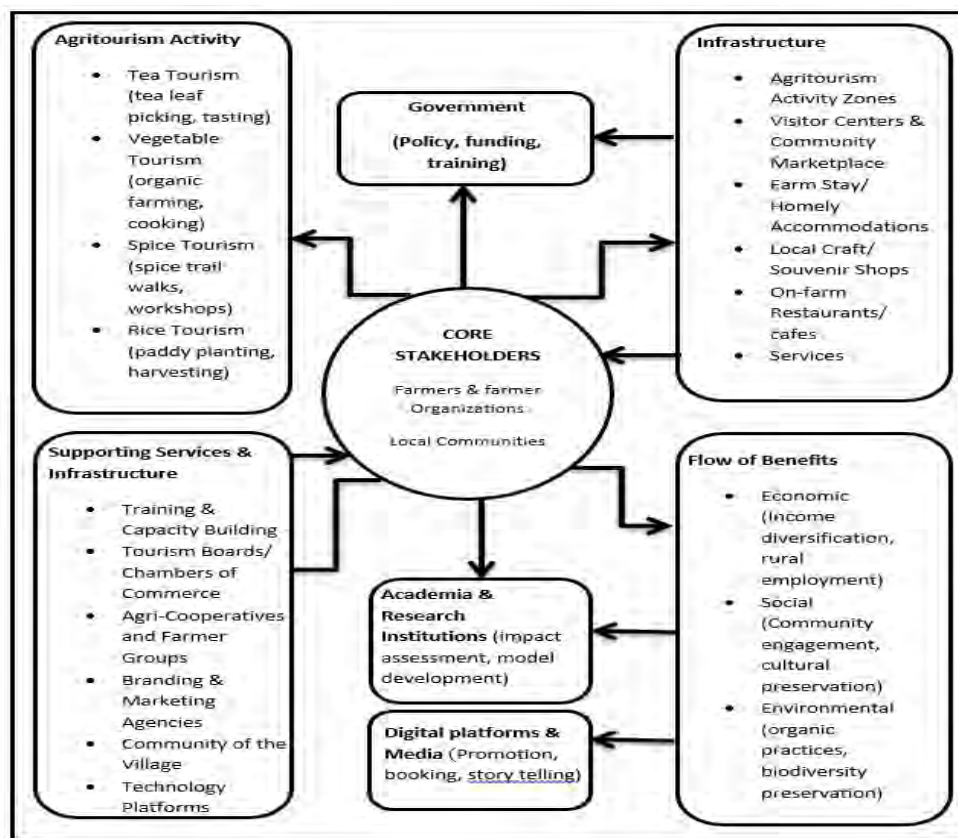 Agritourism Activity
• Tea Tourism
(tea leaf
picking, tasting)
• Vegetable
Tourism
(organic
farming,
cooking)
• Spice Tourism
(spice trail
walks,
workshops)
• Rice Tourism
(paddy planting,
harvesting)
Government
(Policy, funding,
training)
Infrastructure
• Agritourism
Activity Zones
• Visitor Centers &
Community
Marketplace
• Farm Stay/
Homely
Accommodations
• Local Craft/
Souvenir Shops
• On-farm
Restaurants/
cafes
• Services
CORE
STAKEHOLDERS
Farmers & farmer
Organizations
Local Communities
Supporting Services &
Infrastructure
• Training &
Capacity Building
• Tourism Boards/
Chambers of
Commerce
• Agri-Cooperatives
and Farmer
Groups
• Branding &
Marketing
Agencies
• Community of the
Village
• Technology
Platforms
Academia &
Research
Institutions (impact
assessment, model
development)
Digital platforms &
Media (Promotion,
booking, story telling)
Flow of Benefits
• Economic
(Income
diversification,
rural
employment)
• Social
(Community
engagement,
cultural
preservation)
• Environmental
(organic
practices,
biodiversity
preservation)